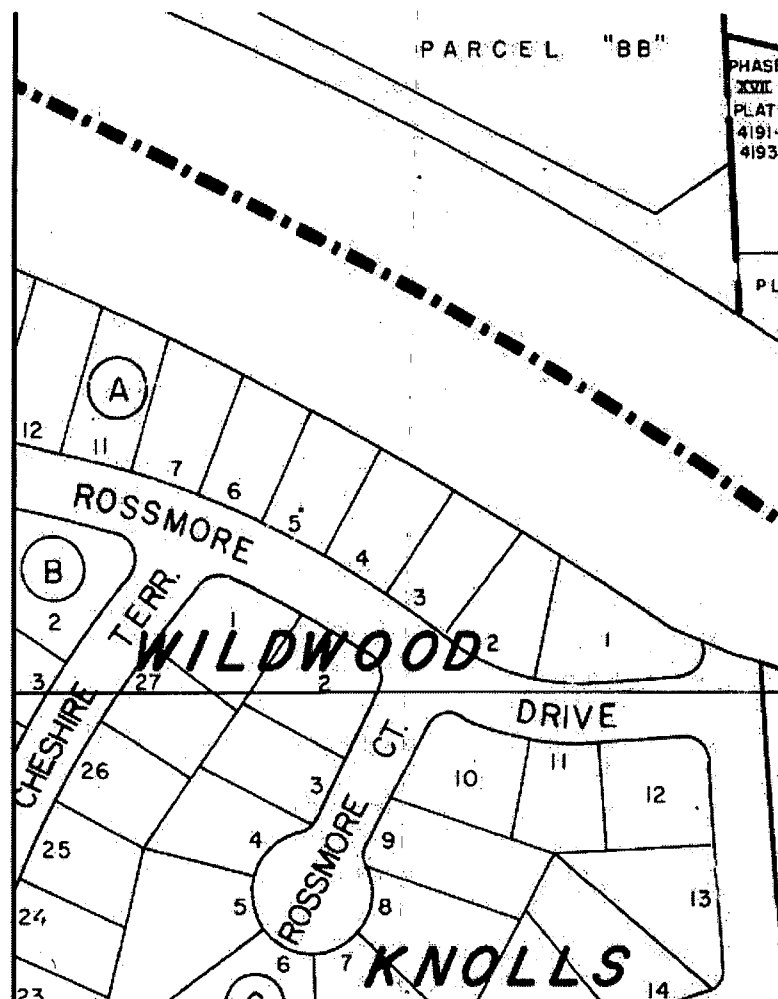 PARCEL "BB"
PHASE
XVII
PLAT
4191-
4193
PL
A
12
11
7
6
5
4
3
2
1
ROSSMORE
DRIVE
B
2
3
TERR.
CHESHIRE
WILDWOOD
1
2
27
26
25
24
23
3
4
5
6
7
8
9
CT.
ROSSMORE
10
11
12
13
14
KNOLLS